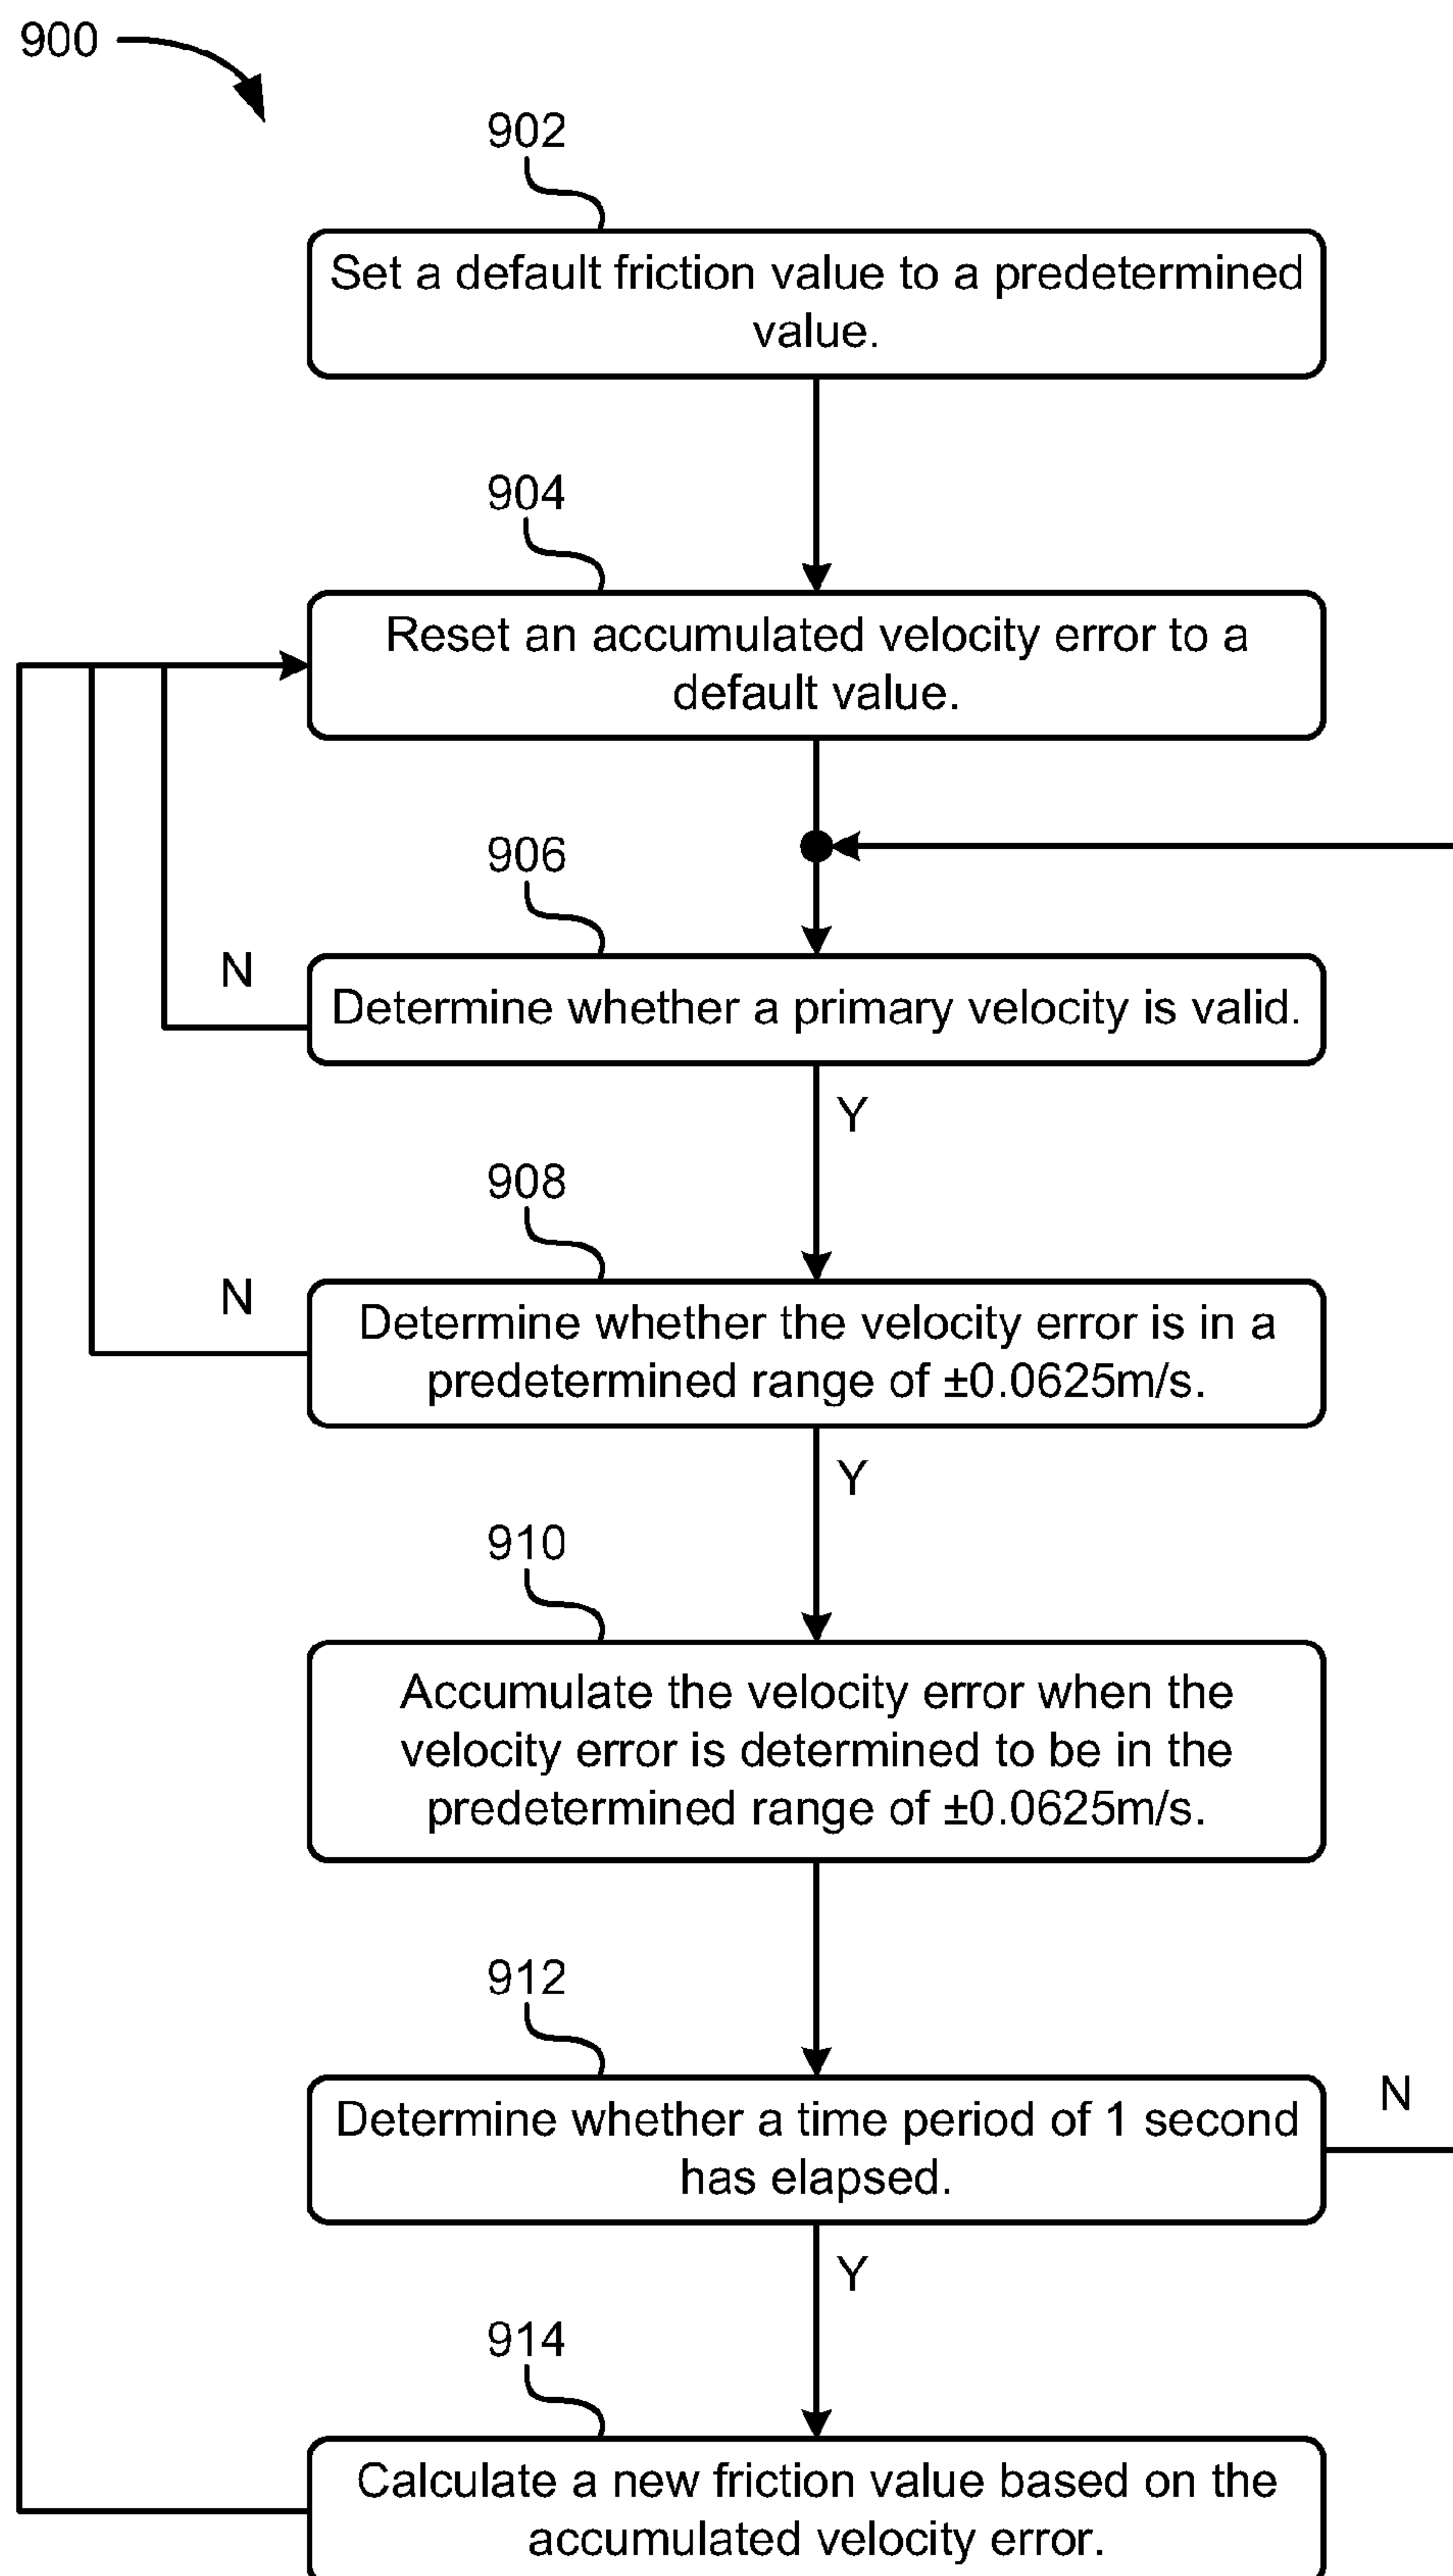 900
902
Set a default friction value to a predetermined
value.
904
Reset an accumulated velocity error to a
default value.
906
N
Determine whether a primary velocity is valid.
Y
908
N
Determine whether the velocity error is in a
predetermined range of ±0.0625m/s.
Y
910
Accumulate the velocity error when the
velocity error is determined to be in the
predetermined range of ±0.0625m/s.
912
N
Determine whether a time period of 1 second
has elapsed.
Y
914
Calculate a new friction value based on the
accumulated velocity error.